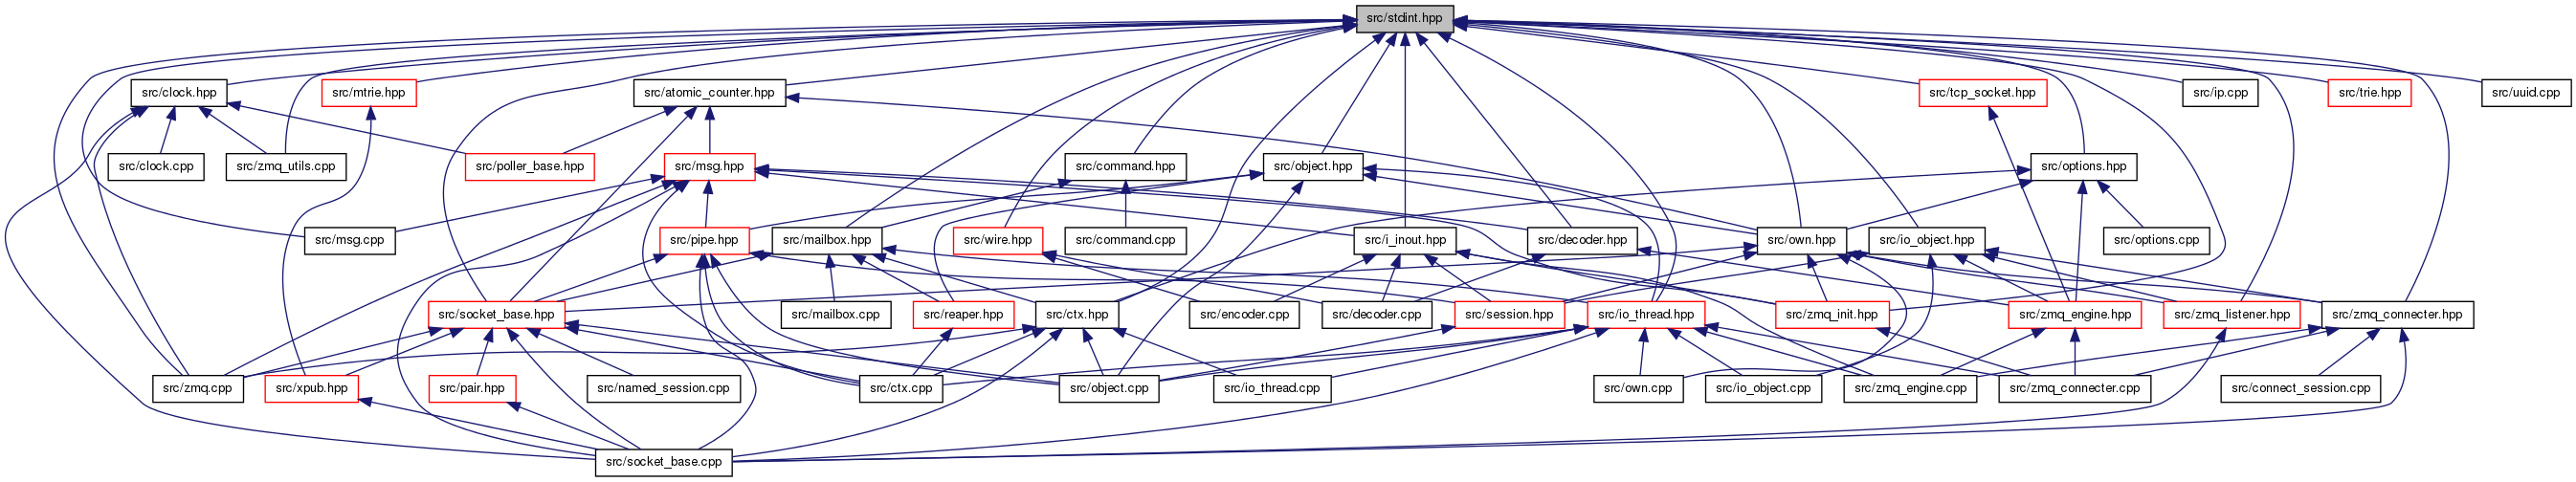 src/stdint.hpp
src/clock.hpp
src/mtrie.hpp
src/atomic_counter.hpp
src/tcp_socket.hpp
src/ip.cpp
src/trie.hpp
src/uuid.cpp
src/clock.cpp
src/zmq_utils.cpp
src/poller_base.hpp
src/msg.hpp
src/command.hpp
src/object.hpp
src/options.hpp
src/msg.cpp
src/pipe.hpp
src/mailbox.hpp
src/wire.hpp
src/command.cpp
src/i_inout.hpp
src/decoder.hpp
src/own.hpp
src/io_object.hpp
src/options.cpp
src/socket_base.hpp
src/mailbox.cpp
src/reaper.hpp
src/ctx.hpp
src/encoder.cpp
src/decoder.cpp
src/session.hpp
src/io_thread.hpp
src/zmq_init.hpp
src/zmq_engine.hpp
src/zmq_listener.hpp
src/zmq_connecter.hpp
src/zmq.cpp
src/xpub.hpp
src/pair.hpp
src/named_session.cpp
src/ctx.cpp
src/object.cpp
src/io_thread.cpp
src/own.cpp
src/io_object.cpp
src/zmq_engine.cpp
src/zmq_connecter.cpp
src/connect_session.cpp
src/socket_base.cpp